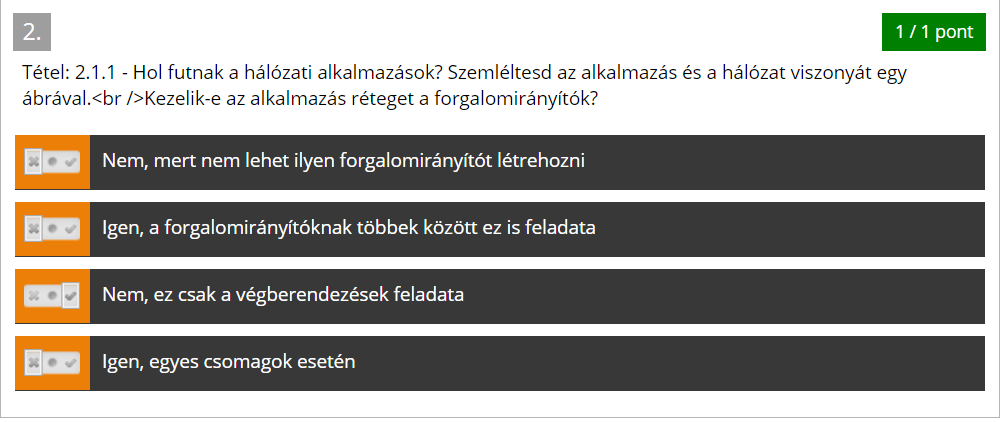 2.
1 / 1 pont
Tétel: 2.1.1 - Hol futnak a hálózati alkalmazások? Szemléltesd az alkalmazás és a hálózat viszonyát egy
ábrával.<br />Kezelik-e az alkalmazás réteget a forgalomirányítók?
Nem, mert nem lehet ilyen forgalomirányítót létrehozni
Igen, a forgalomirányítóknak többek között ez is feladata
Nem, ez csak a végberendezések feladata
Igen, egyes csomagok esetén